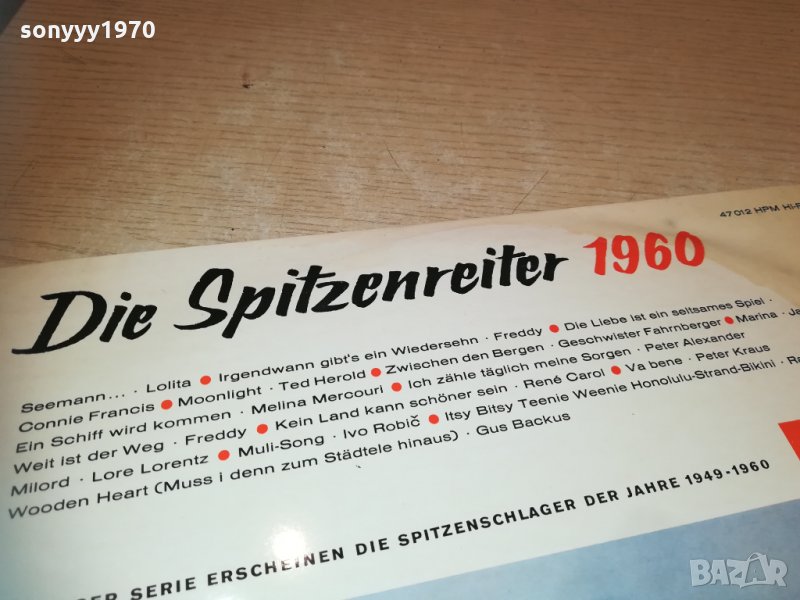 sonyyy1970
47 012 HPM HI-F
Die Spitzenreiter 1960
Seemann... · Lolita ● Irgendwann gibt's ein Wiedersehn · Freddy ● Die Liebe ist ein seltsames Spiel ·
Connie Francis ● Moonlight · Ted Herold ● Zwischen den Bergen · Geschwister Fahrnberger ● Marina · Ja
Ein Schiff wird kommen · Melina Mercouri ● Ich zähle täglich meine Sorgen · Peter Alexander
Weit ist der Weg · Freddy ● Kein Land kann schöner sein · René Carol ● Va bene · Peter Kraus
Milord · Lore Lorentz ● Muli-Song · Ivo Robič ● Itsy Bitsy Teenie Weenie Honolulu-Strand-Bikini · Ra
Wooden Heart (Muss i denn zum Städtele hinaus) · Gus Backus
SERIE ERSCHEINEN DIE SPITZENSCHLAGER DER JAHRE 1949-1960
BAZAR